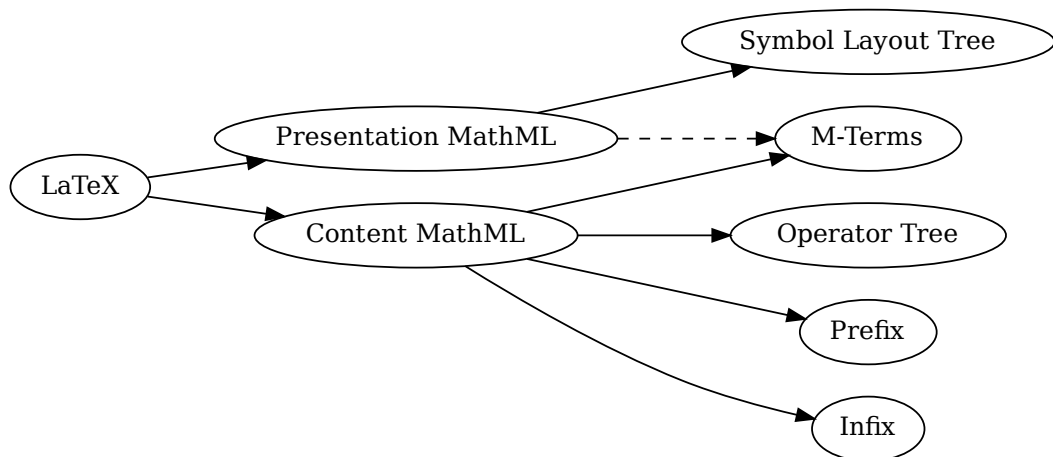 Symbol Layout Tree
Presentation MathML
M-Terms
LaTeX
Content MathML
Operator Tree
Prefix
Infix